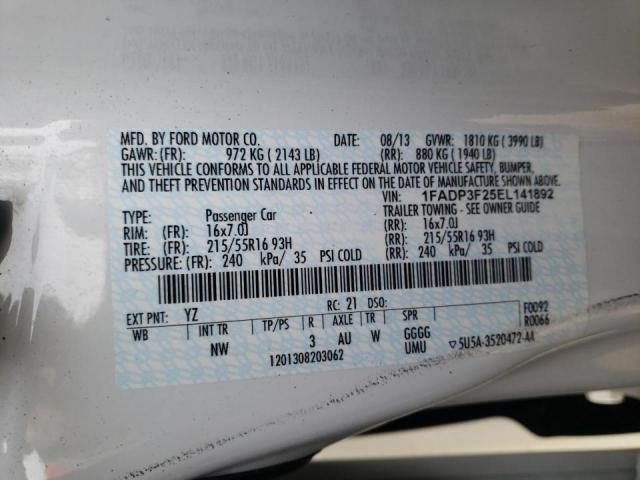 MFD. BY FORD MOTOR CO. DATE: 08/13 GVWR: 1810 KG ( 3990 LB)
GAWR: (FR): 972 KG ( 2143 LB) (RR): 880 KG ( 1940 LB)
THIS VEHICLE CONFORMS TO ALL APPLICABLE FEDERAL MOTOR VEHICLE SAFETY, BUMPER,
AND THEFT PREVENTION STANDARDS IN EFFECT ON THE DATE OF MANUFACTURE SHOWN ABOVE.
VIN: 1FADP3F25EL141892
TYPE: Passenger Car TRAILER TOWING - SEE OWNER GUIDE
RIM: (FR): 16x7.0J (RR): 16x7.0J
TIRE: (FR): 215/55R16 93H (RR): 215/55R16 93H
PRESSURE: (FR): 240 kPa/ 35 PSI COLD (RR): 240 kPa/ 35 PSI COLD
EXT PNT: YZ RC: 21 DSO: F0092
WB INT TR TP/PS R AXLE TR SPR R0066
NW 3 AU W GGGG
1201308203062 UMU ▽5U5A-3520472-AA